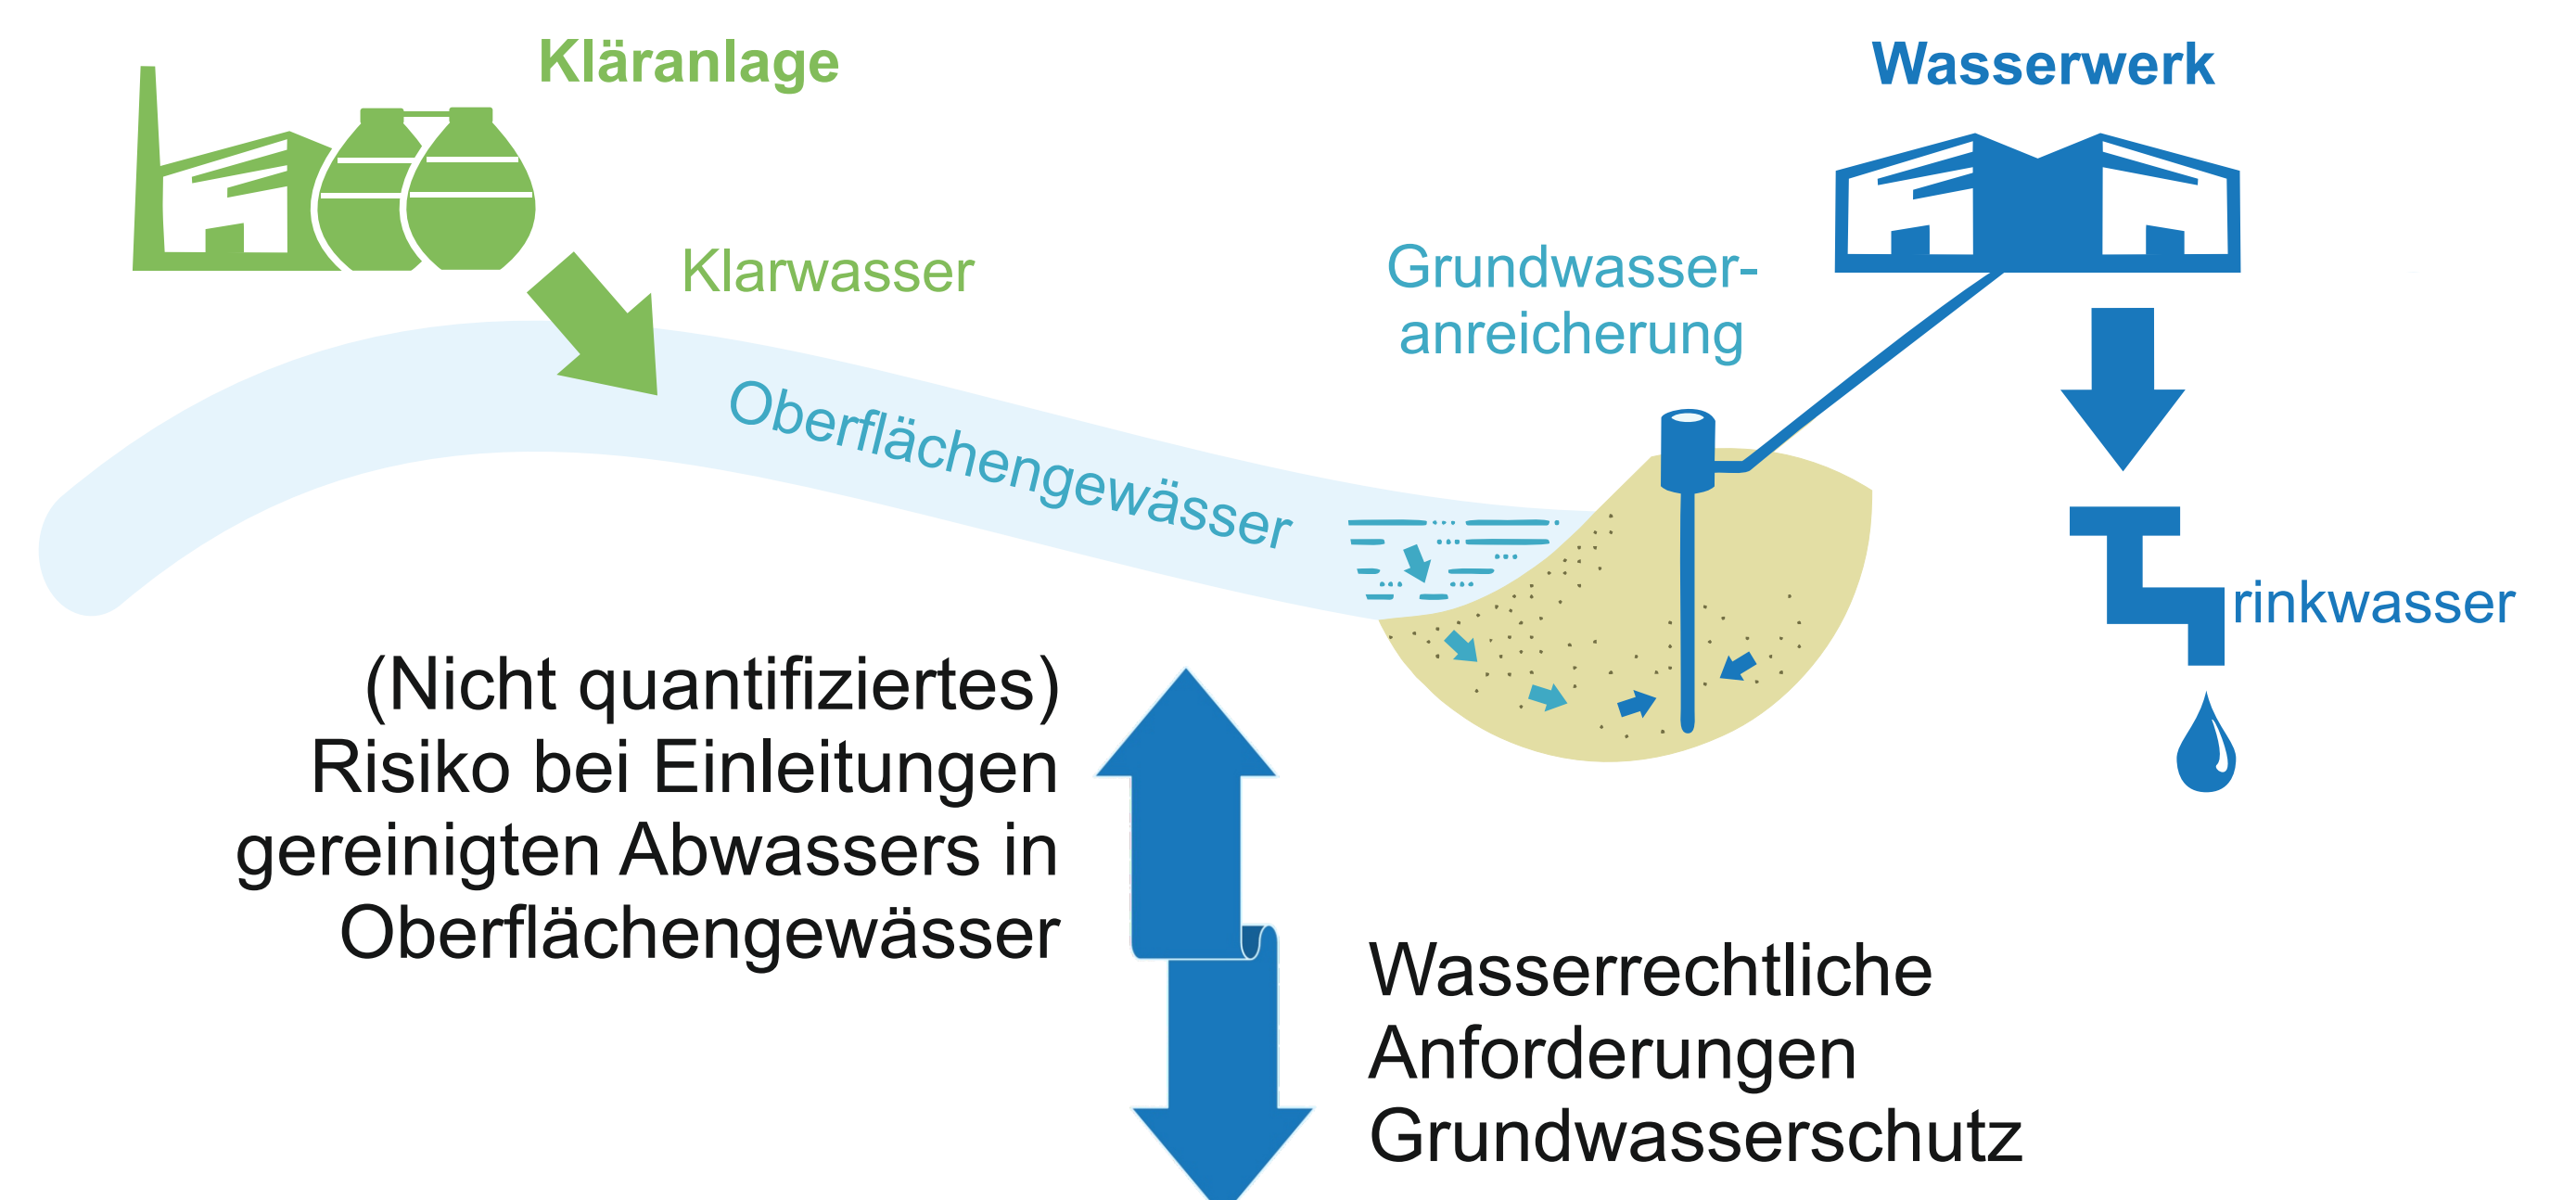 Kläranlage
Wasserwerk
Klarwasser
Grundwasser-
anreicherung
Oberflächengewässer
rinkwasser
(Nicht quantifiziertes)
Risiko bei Einleitungen
gereinigten Abwassers in
Oberflächengewässer
Wasserrechtliche
Anforderungen
Grundwasserschutz